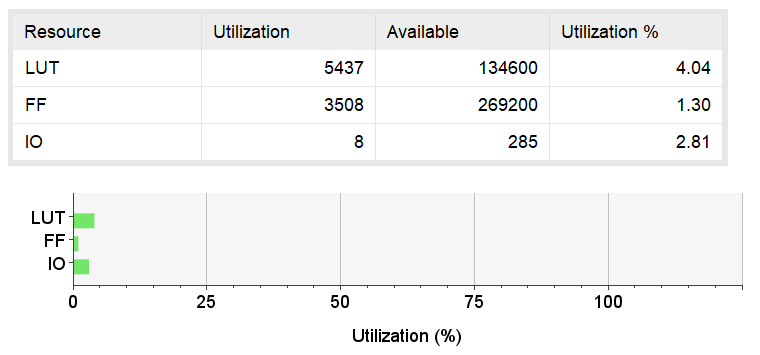 Resource Utilization Available Utilization %
LUT 5437 134600 4.04
FF 3508 269200 1.30
IO 8 285 2.81
LUT
FF
IO
0 25 50 75 100
Utilization (%)